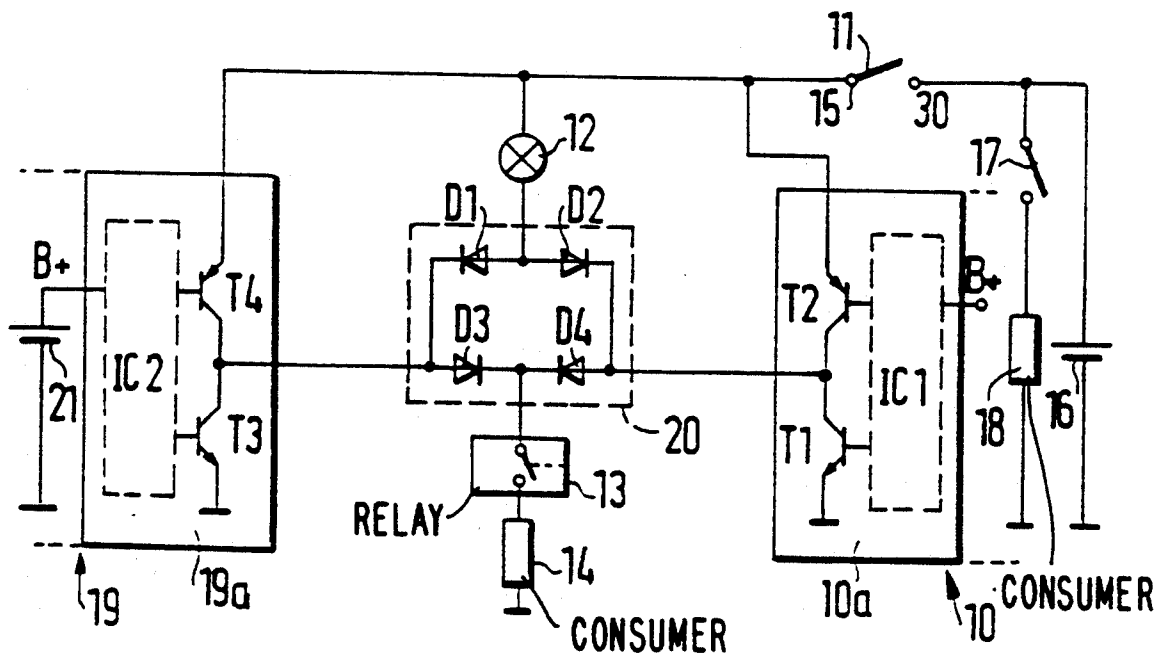 11
15
30
12
17
D1
D2
B+
T4
T2
B+
D3
D4
IC2
IC1
21
T3
T1
18
16
20
13
RELAY
14
19
19a
10a
10
CONSUMER
CONSUMER